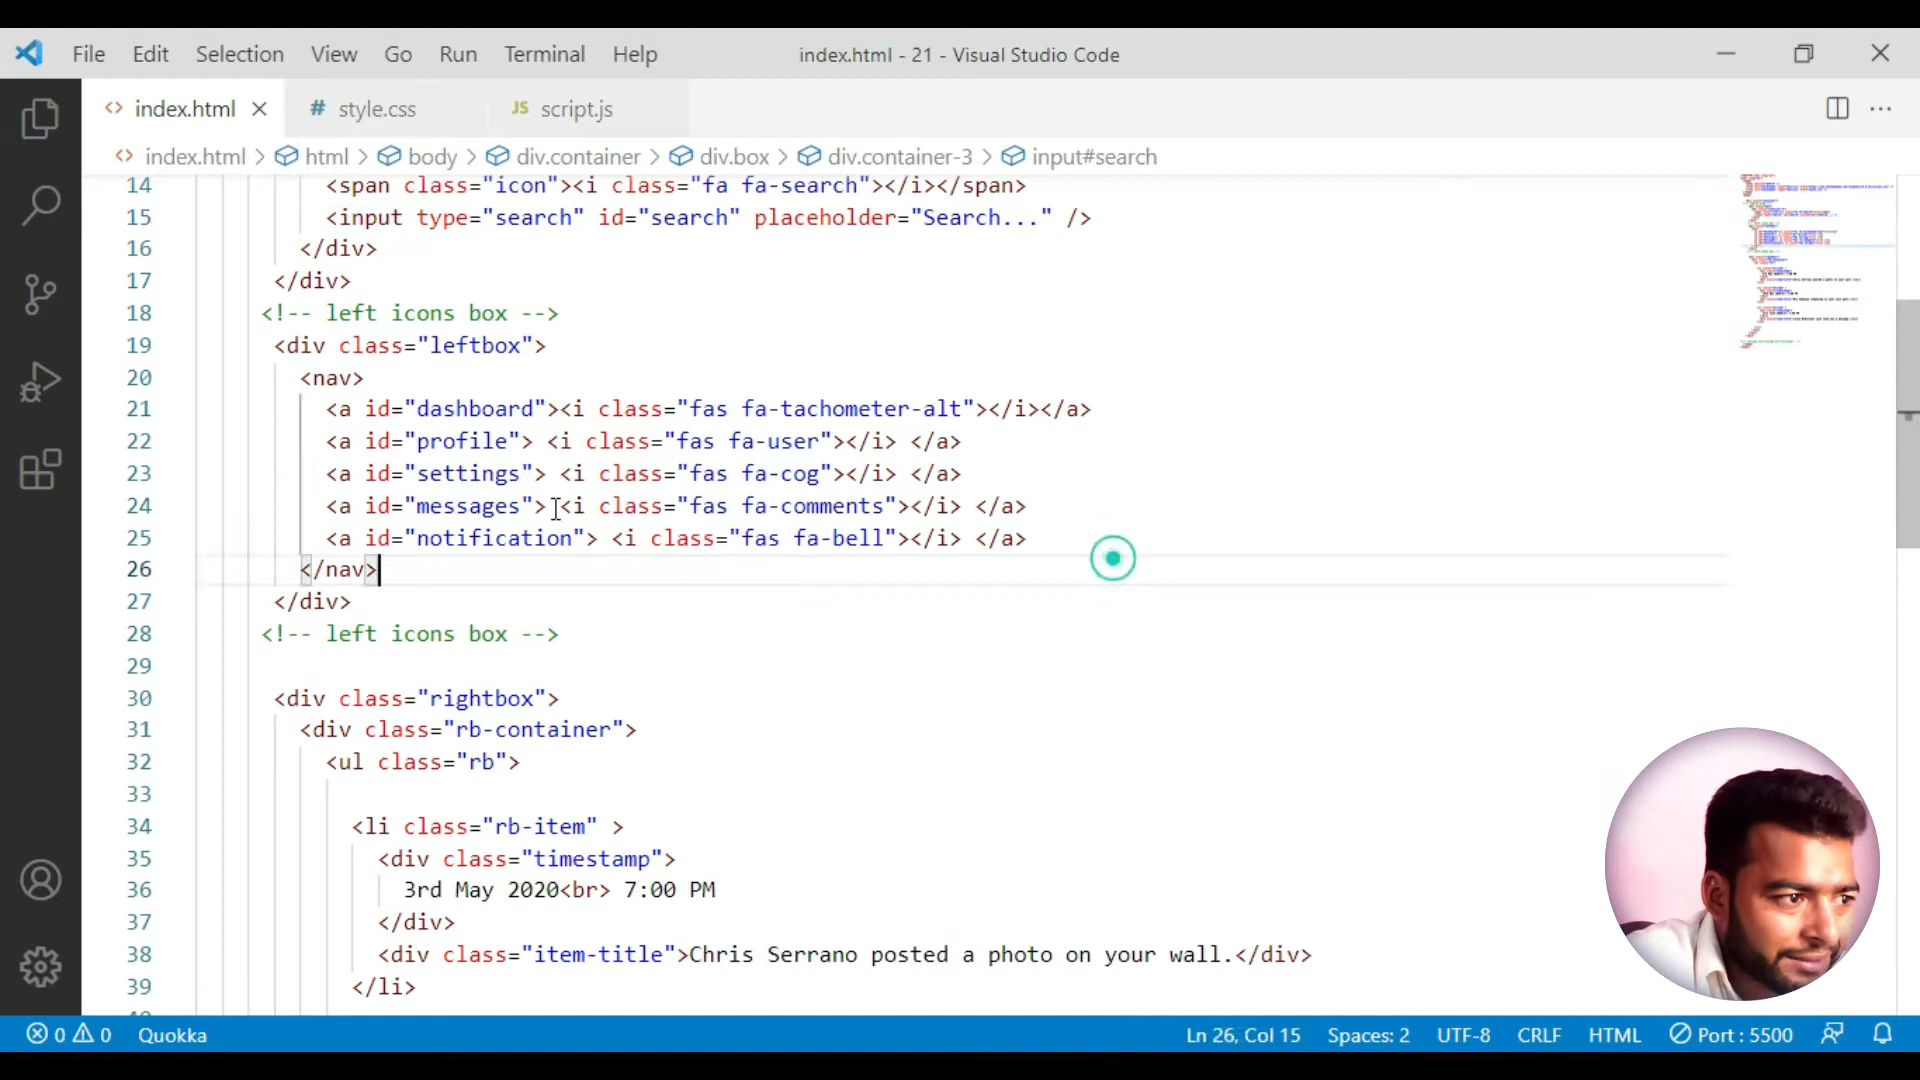 File Edit Selection View Go Run Terminal Help index.html - 21 - Visual Studio Code
<> index.html # style.css JS script.js
<> index.html > html > body > div.container > div.box > div.container-3 > input#search
14 <span class="icon"><i class="fa fa-search"></i></span>
15 <input type="search" id="search" placeholder="Search..." />
16 </div>
17 </div>
18 <!-- left icons box -->
19 <div class="leftbox">
20 <nav>
21 <a id="dashboard"><i class="fas fa-tachometer-alt"></i></a>
22 <a id="profile"> <i class="fas fa-user"></i> </a>
23 <a id="settings"> <i class="fas fa-cog"></i> </a>
24 <a id="messages"> <i class="fas fa-comments"></i> </a>
25 <a id="notification"> <i class="fas fa-bell"></i> </a>
26 </nav>
27 </div>
28 <!-- left icons box -->
29
30 <div class="rightbox">
31 <div class="rb-container">
32 <ul class="rb">
33
34 <li class="rb-item" >
35 <div class="timestamp">
36 3rd May 2020<br> 7:00 PM
37 </div>
38 <div class="item-title">Chris Serrano posted a photo on your wall.</div>
39 </li>
0 0 Quokka Ln 26, Col 15 Spaces: 2 UTF-8 CRLF HTML Port : 5500